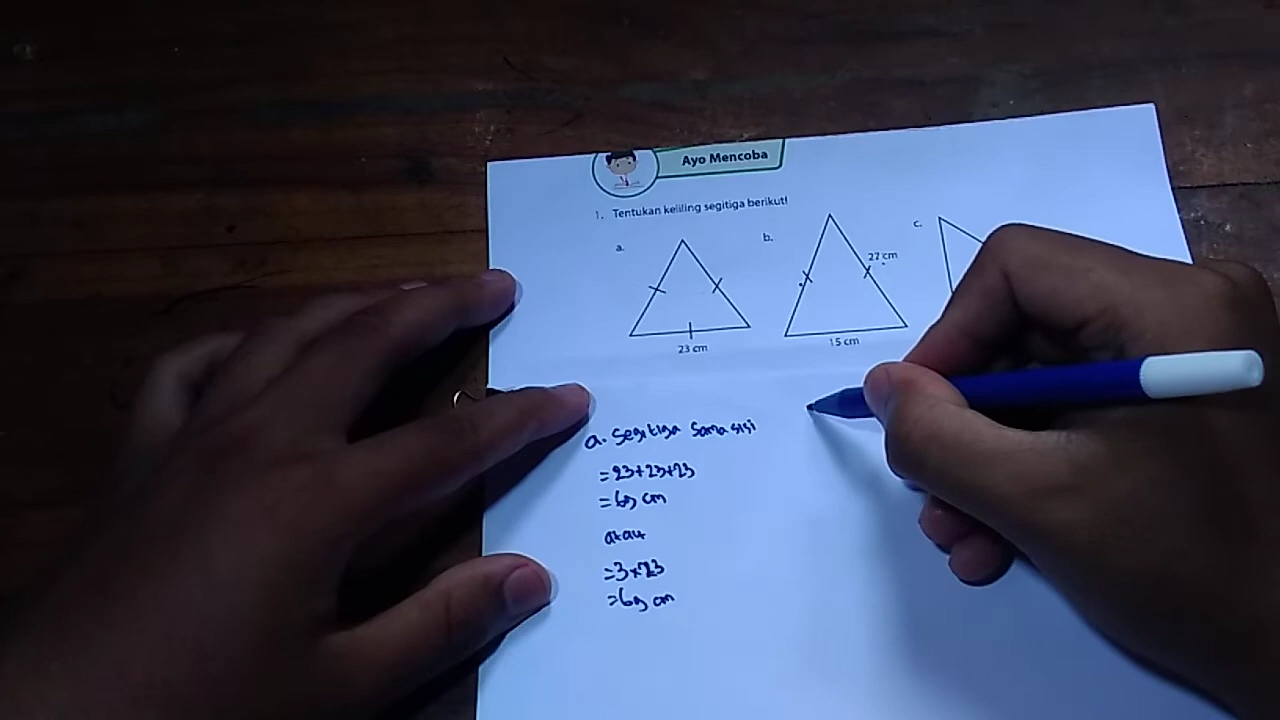 Ayo Mencoba
1. Tentukan keliling segitiga berikut!
a.
b.
c.
22 cm
23 cm
15 cm
a. Segitiga Sama sisi
= 23+23+23
= 69 cm
atau
= 3×23
= 69 cm